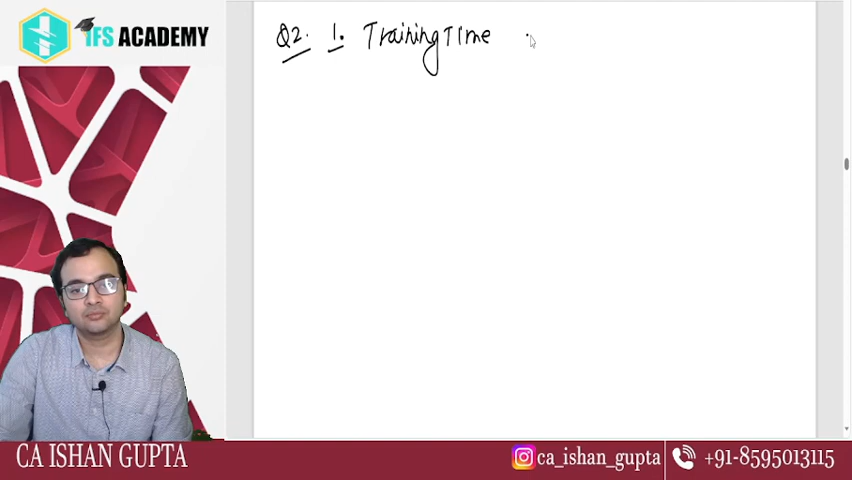 IFS ACADEMY
Q2. 1. Training Time
CA ISHAN GUPTA
ca_ishan_gupta
+91-8595013115